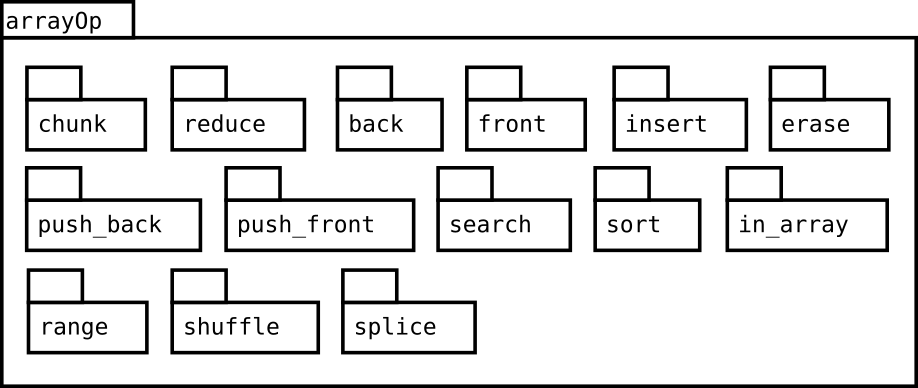 arrayOp
chunk reduce back front insert erase
push_back push_front search sort in_array
range shuffle splice